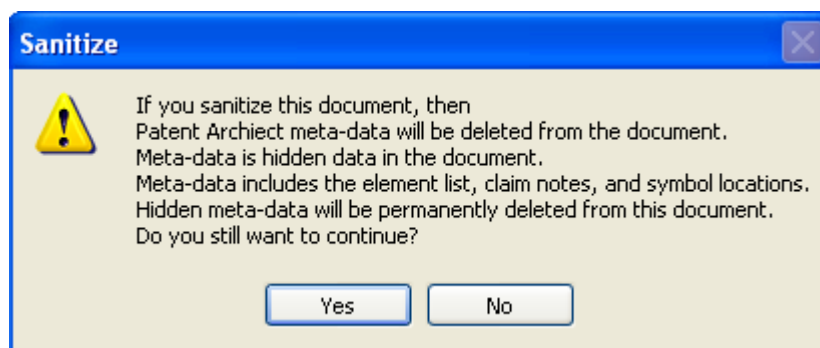 Sanitize
If you sanitize this document, then
Patent Archiect meta-data will be deleted from the document.
Meta-data is hidden data in the document.
Meta-data includes the element list, claim notes, and symbol locations.
Hidden meta-data will be permanently deleted from this document.
Do you still want to continue?
Yes No